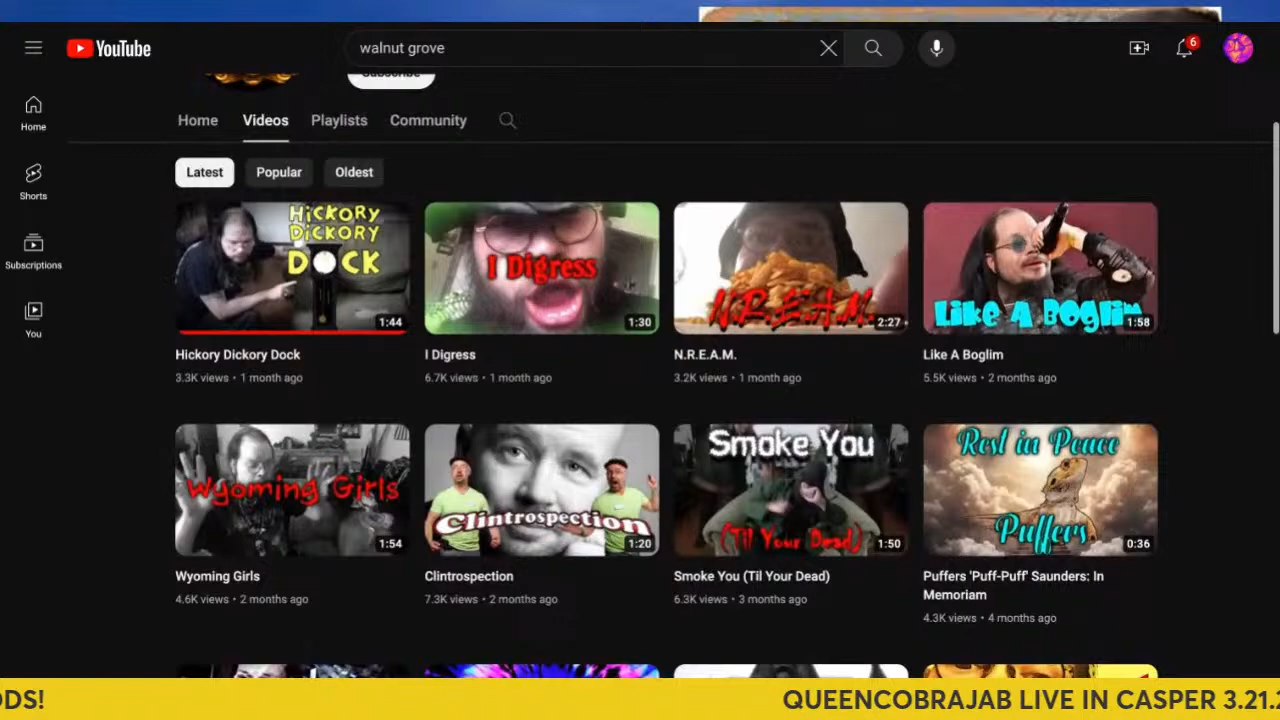 YouTube
walnut grove
6
Subscribe
Home Videos Playlists Community
Home
Shorts
Subscriptions
You
Latest Popular Oldest
HICKORY
DICKORY
DOCK
1:44
I Digress
1:30
N.R.E.A.M.
2:27
Like A Boglim
1:58
Hickory Dickory Dock
3.3K views • 1 month ago
I Digress
6.7K views • 1 month ago
N.R.E.A.M.
3.2K views • 1 month ago
Like A Boglim
5.5K views • 2 months ago
Wyoming Girls
1:54
Clintrospection
1:20
Smoke You
(Til Your Dead)
1:50
Rest in Peace
Puffers
0:36
Wyoming Girls
4.6K views • 2 months ago
Clintrospection
7.3K views • 2 months ago
Smoke You (Til Your Dead)
6.3K views • 3 months ago
Puffers 'Puff-Puff' Saunders: In
Memoriam
4.3K views • 4 months ago
ODS! QUEENCOBRAJAB LIVE IN CASPER 3.21.